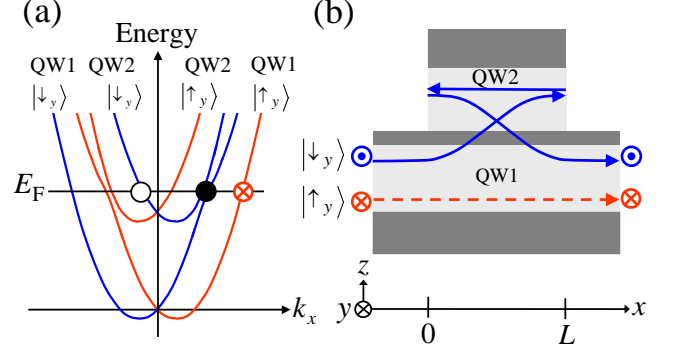 (a)
Energy
QW1 QW2 QW2 QW1
|↓y⟩ |↓y⟩ |↑y⟩ |↑y⟩
EF
kx
(b)
QW2
|↓y⟩
QW1
|↑y⟩
z
y x
0 L